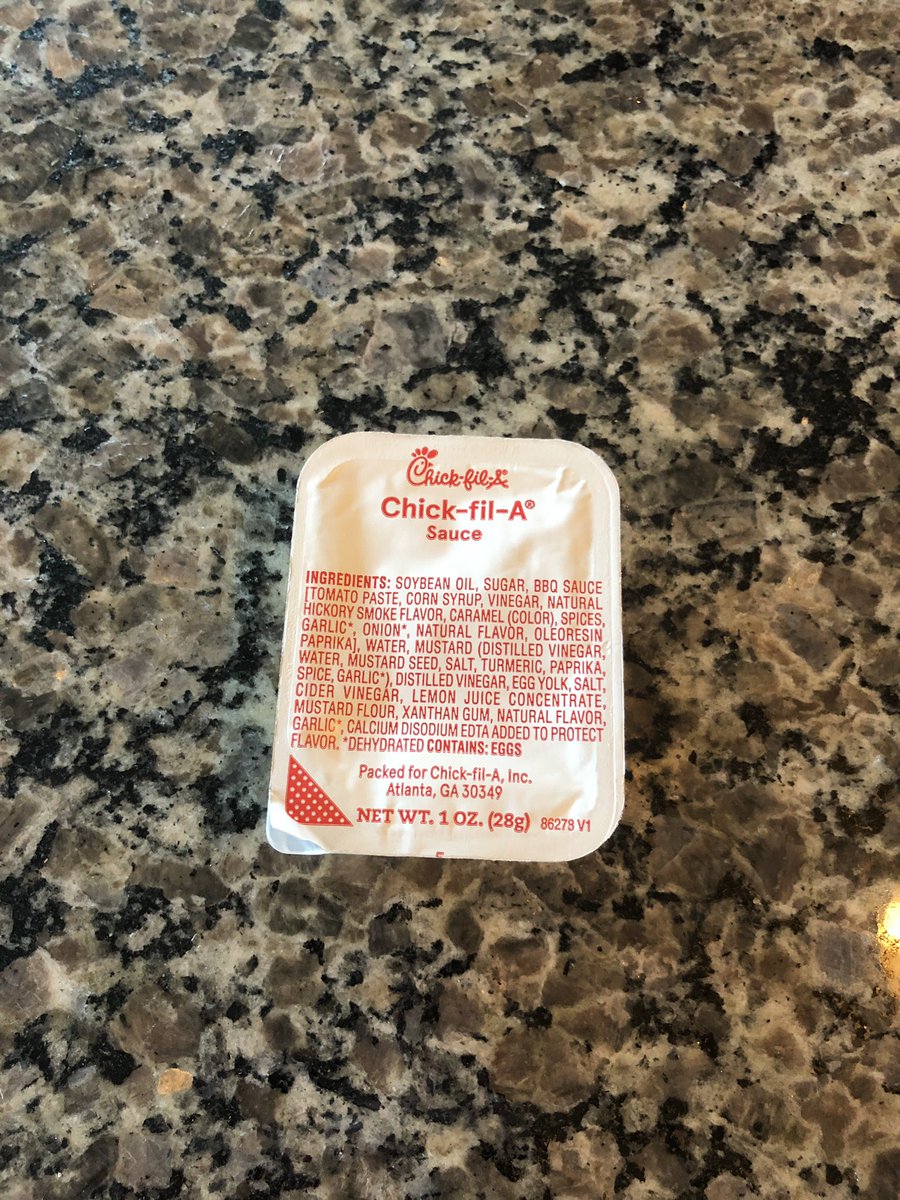 Chick-fil-A
Chick-fil-A®
Sauce
INGREDIENTS: SOYBEAN OIL, SUGAR, BBQ SAUCE
[TOMATO PASTE, CORN SYRUP, VINEGAR, NATURAL
HICKORY SMOKE FLAVOR, CARAMEL (COLOR), SPICES,
GARLIC*, ONION*, NATURAL FLAVOR, OLEORESIN
PAPRIKA], WATER, MUSTARD (DISTILLED VINEGAR,
WATER, MUSTARD SEED, SALT, TURMERIC, PAPRIKA,
SPICE, GARLIC*), DISTILLED VINEGAR, EGG YOLK, SALT,
CIDER VINEGAR, LEMON JUICE CONCENTRATE,
MUSTARD FLOUR, XANTHAN GUM, NATURAL FLAVOR,
GARLIC*, CALCIUM DISODIUM EDTA ADDED TO PROTECT
FLAVOR. *DEHYDRATED CONTAINS: EGGS
Packed for Chick-fil-A, Inc.
Atlanta, GA 30349
NET WT. 1 OZ. (28g) 86278 V1